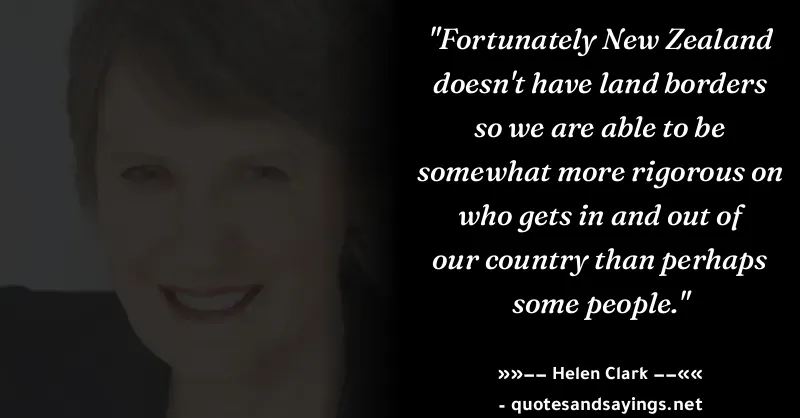 "Fortunately New Zealand
doesn't have land borders
so we are able to be
somewhat more rigorous on
who gets in and out of
our country than perhaps
some people."
»»–– Helen Clark ––««
- quotesandsayings.net